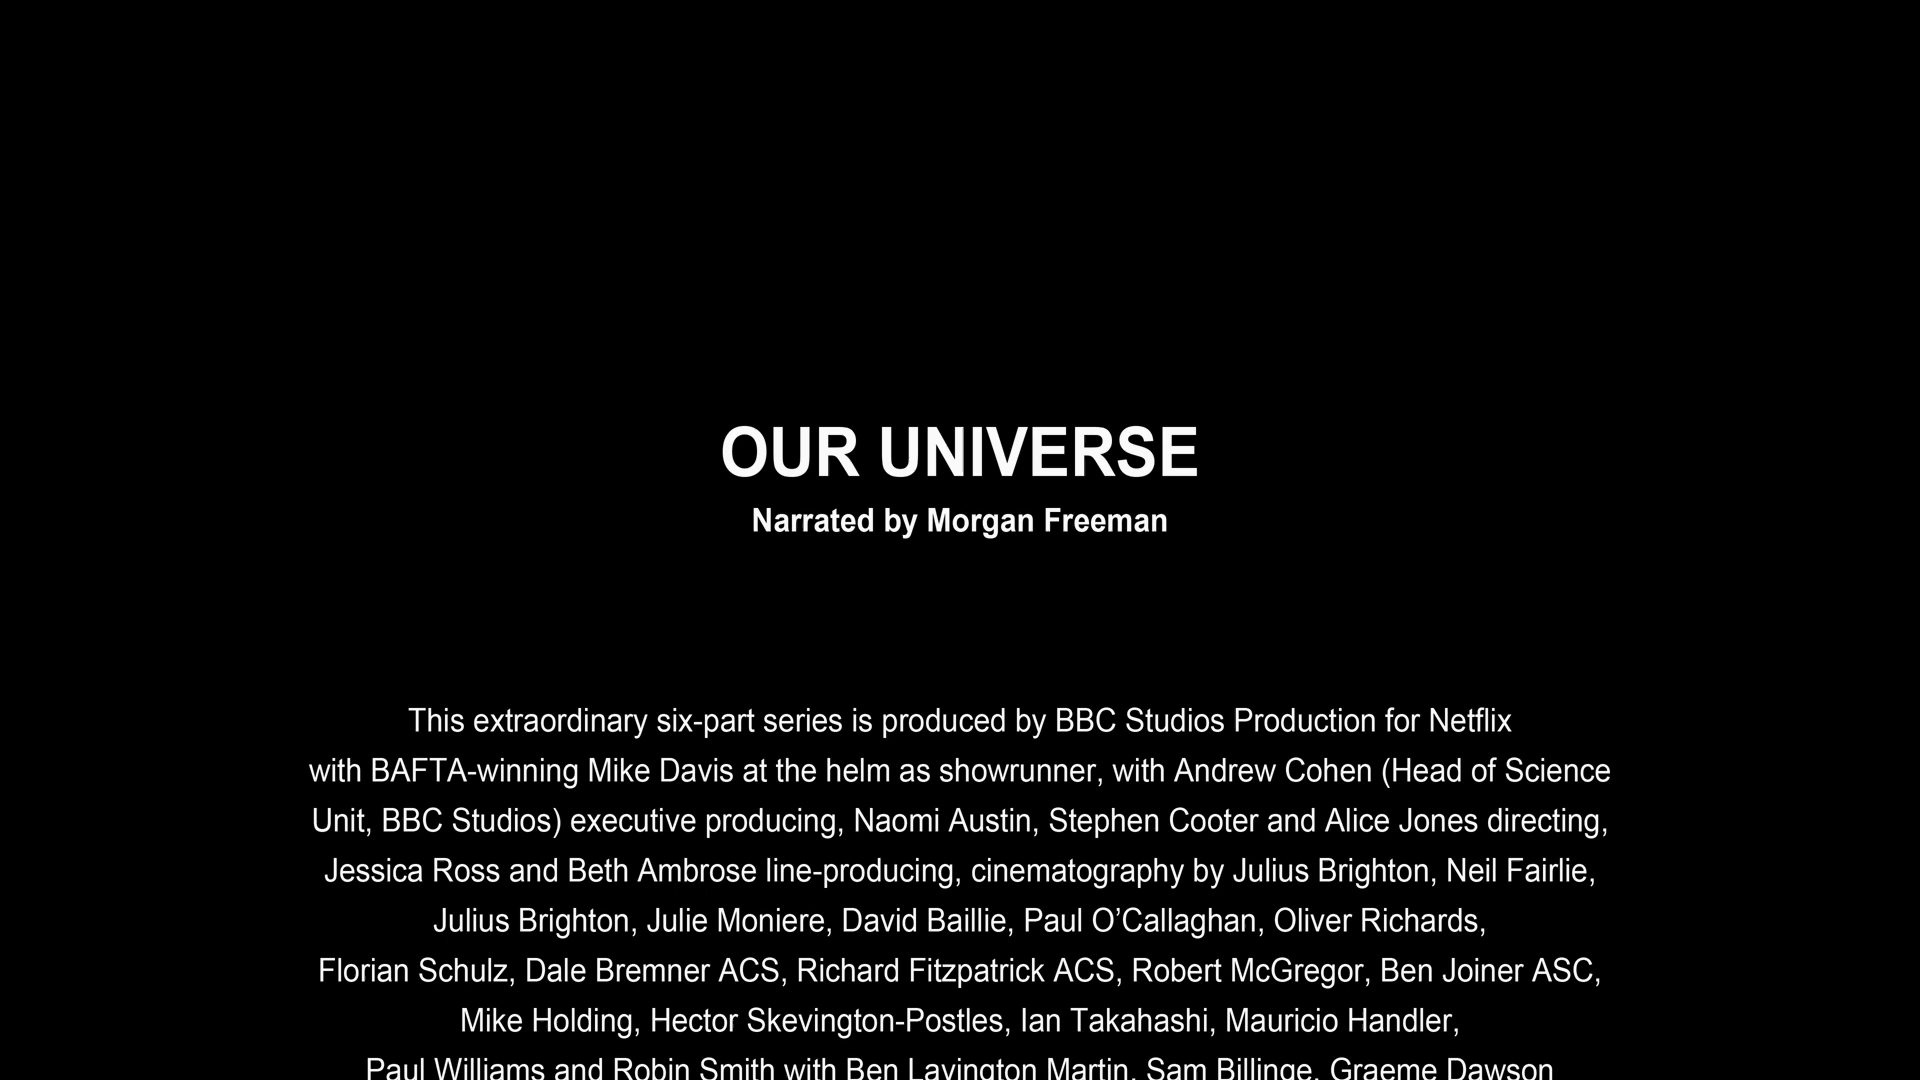 OUR UNIVERSE
Narrated by Morgan Freeman
This extraordinary six-part series is produced by BBC Studios Production for Netflix
with BAFTA-winning Mike Davis at the helm as showrunner, with Andrew Cohen (Head of Science
Unit, BBC Studios) executive producing, Naomi Austin, Stephen Cooter and Alice Jones directing,
Jessica Ross and Beth Ambrose line-producing, cinematography by Julius Brighton, Neil Fairlie,
Julius Brighton, Julie Moniere, David Baillie, Paul O’Callaghan, Oliver Richards,
Florian Schulz, Dale Bremner ACS, Richard Fitzpatrick ACS, Robert McGregor, Ben Joiner ASC,
Mike Holding, Hector Skevington-Postles, Ian Takahashi, Mauricio Handler,
Paul Williams and Robin Smith with Ben Lavington Martin, Sam Billinge, Graeme Dawson